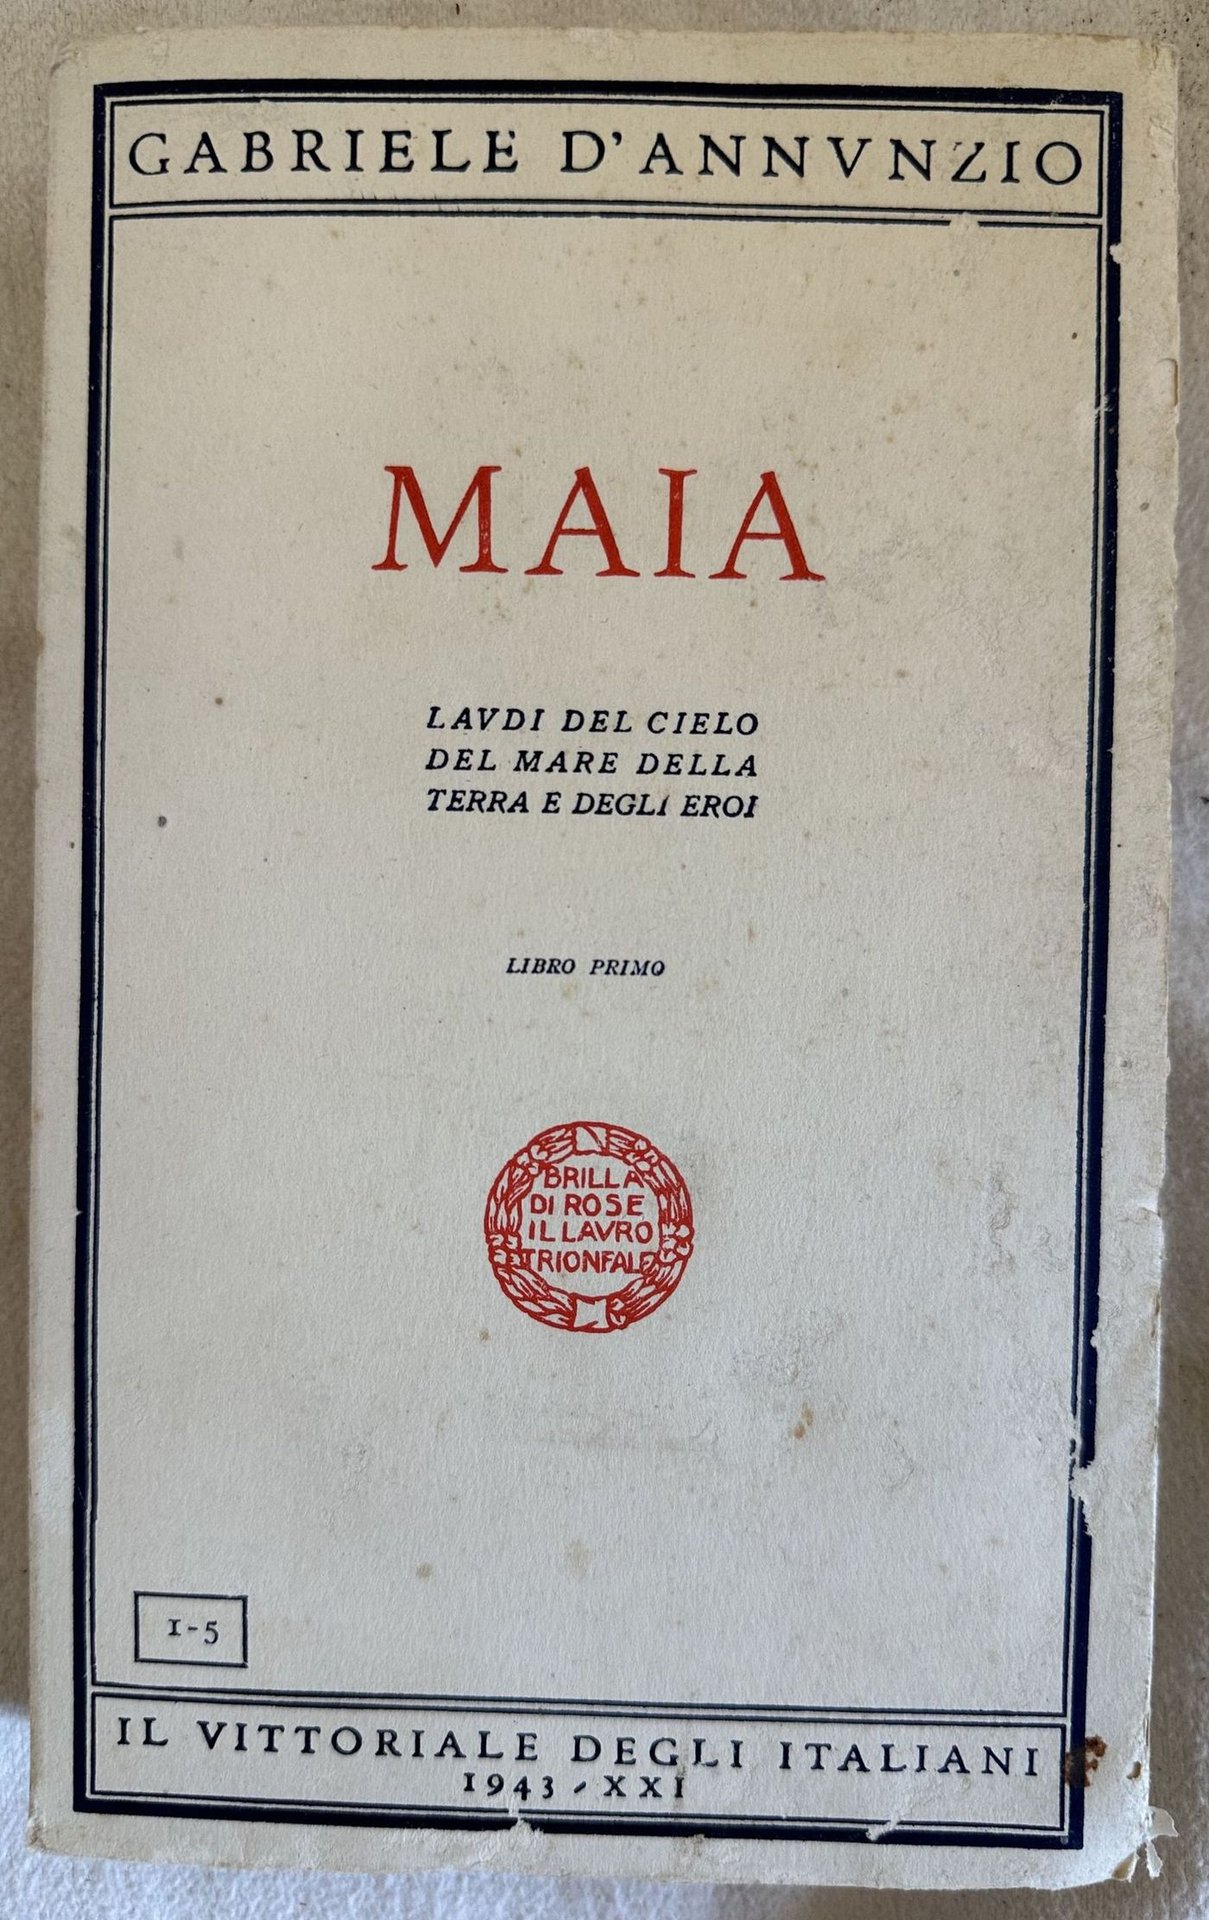 GABRIELE D'ANNVNZIO
MAIA
LAVDI DEL CIELO
DEL MARE DELLA
TERRA E DEGLI EROI
LIBRO PRIMO
BRILLA
DI ROSE
IL LAVRO
TRIONFALE
I-5
IL VITTORIALE DEGLI ITALIANI
1943-XXI